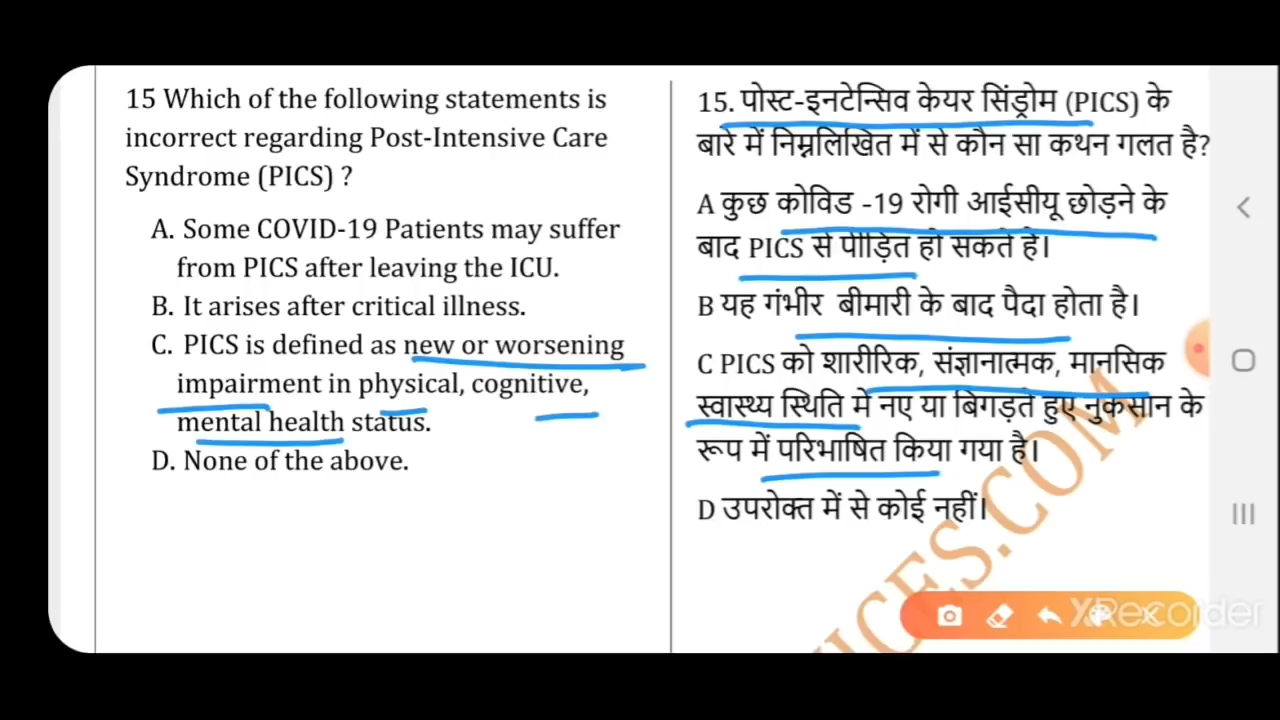 15 Which of the following statements is
incorrect regarding Post-Intensive Care
Syndrome (PICS) ?
A. Some COVID-19 Patients may suffer
from PICS after leaving the ICU.
B. It arises after critical illness.
C. PICS is defined as new or worsening
impairment in physical, cognitive,
mental health status.
D. None of the above.
15. पोस्ट-इनटेन्सिव केयर सिंड्रोम (PICS) के
बारे में निम्नलिखित में से कौन सा कथन गलत है?
A कुछ कोविड -19 रोगी आईसीयू छोड़ने के
बाद PICS से पीड़ित हो सकते हैं।
B यह गंभीर बीमारी के बाद पैदा होता है।
C PICS को शारीरिक, संज्ञानात्मक, मानसिक
स्वास्थ्य स्थिति में नए या बिगड़ते हुए नुकसान के
रूप में परिभाषित किया गया है।
D उपरोक्त में से कोई नहीं।
ICES.COM
XRecorder